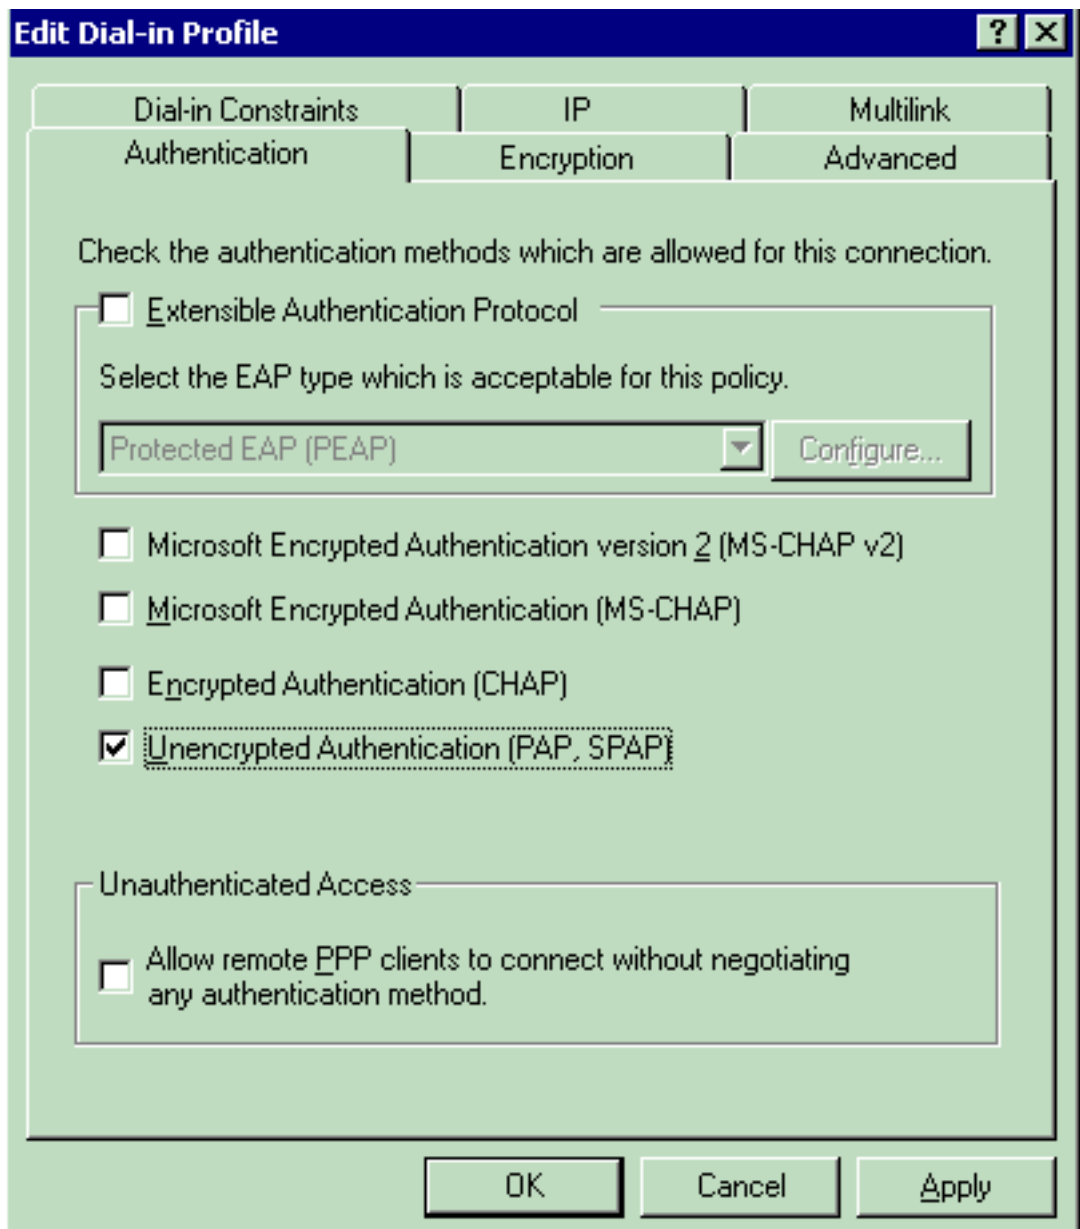 Edit Dial-in Profile
Dial-in Constraints
IP
Multilink
Authentication
Encryption
Advanced
Check the authentication methods which are allowed for this connection.
Extensible Authentication Protocol
Select the EAP type which is acceptable for this policy.
Protected EAP (PEAP)
Configure...
Microsoft Encrypted Authentication version 2 (MS-CHAP v2)
Microsoft Encrypted Authentication (MS-CHAP)
Encrypted Authentication (CHAP)
Unencrypted Authentication (PAP, SPAP)
Unauthenticated Access
Allow remote PPP clients to connect without negotiating
any authentication method.
OK
Cancel
Apply